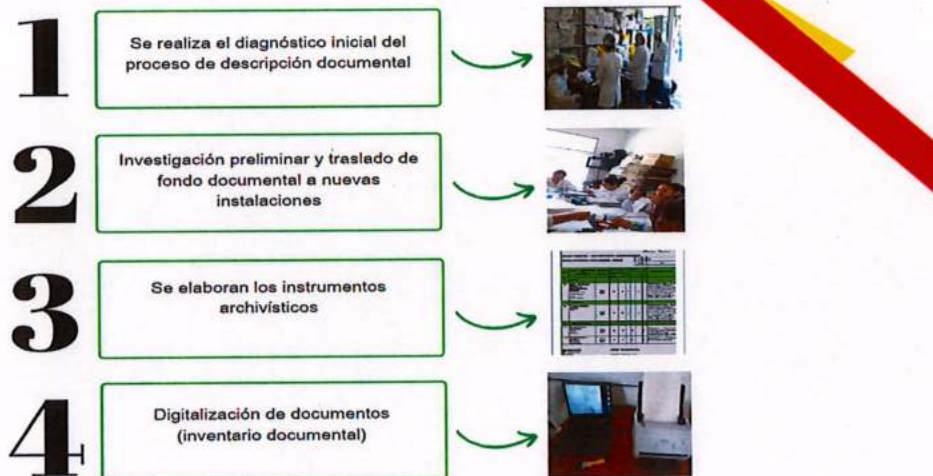 1
Se realiza el diagnóstico inicial del
proceso de descripción documental
2
Investigación preliminar y traslado de
fondo documental a nuevas
instalaciones
3
Se elaboran los instrumentos
archivísticos
4
Digitalización de documentos
(inventario documental)